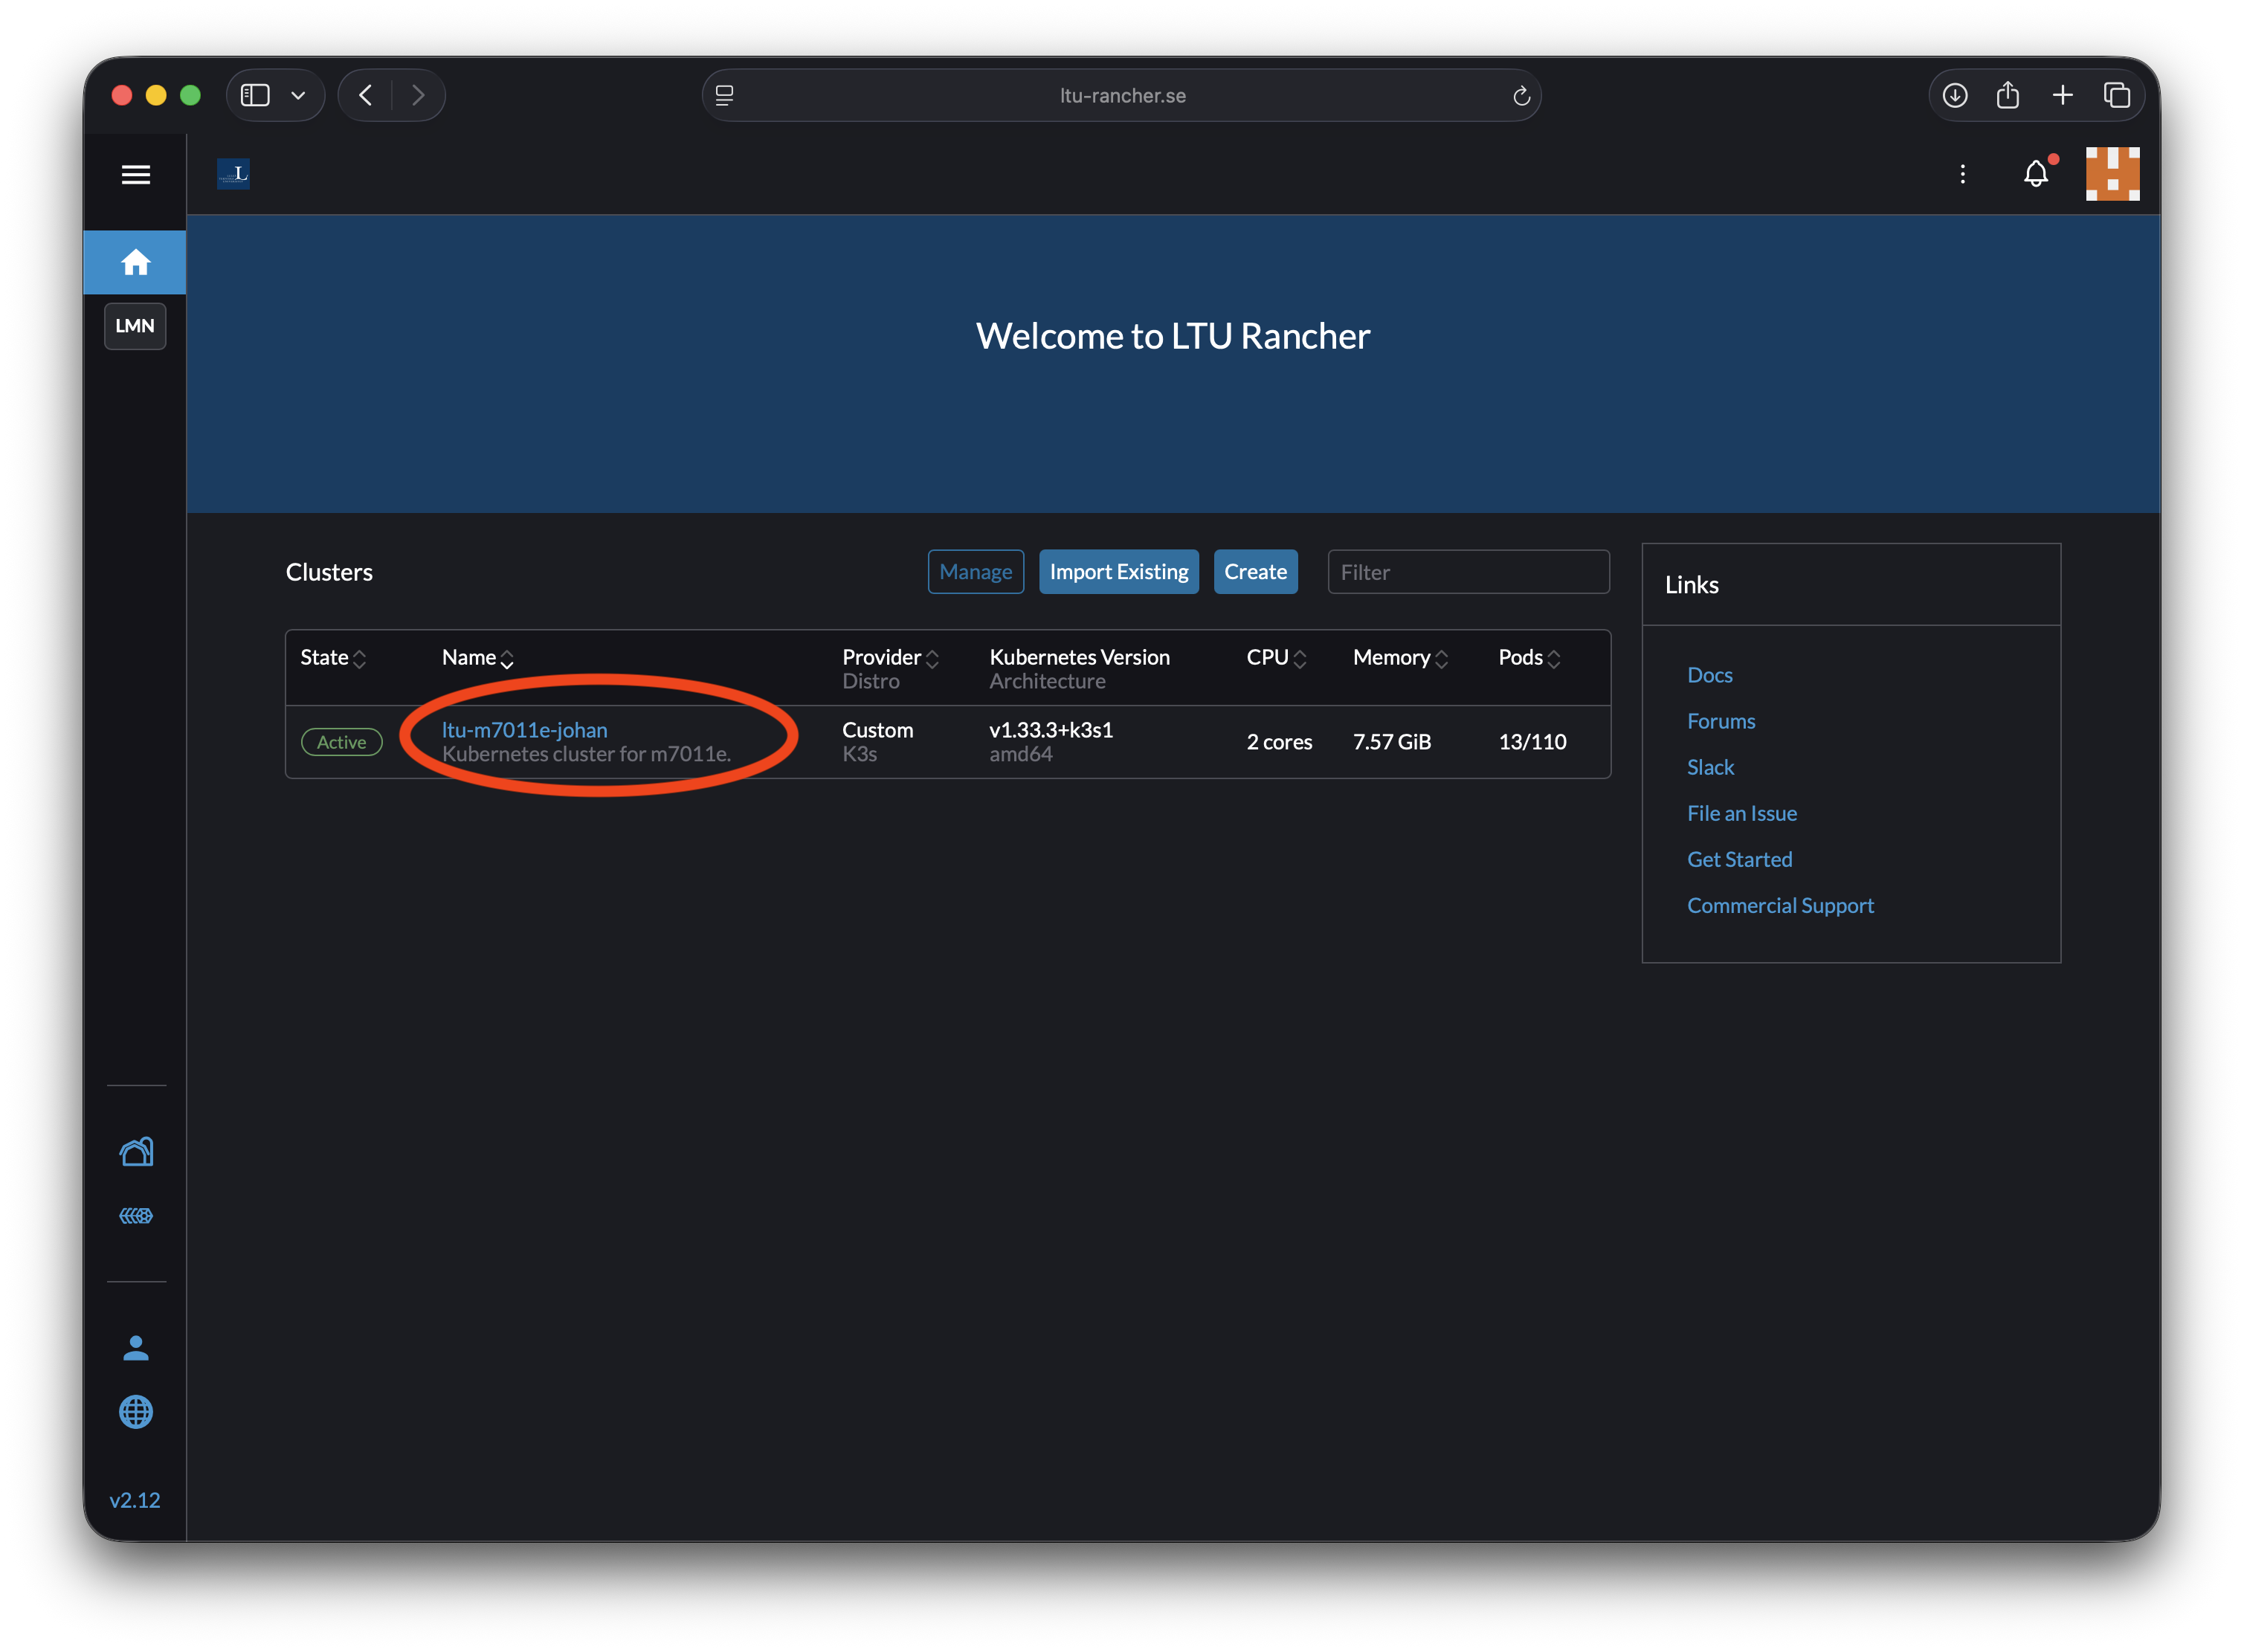 ltu-rancher.se
L
LMN
Welcome to LTU Rancher
Clusters
Manage
Import Existing
Create
Filter
State
Name
Provider
Distro
Kubernetes Version
Architecture
CPU
Memory
Pods
Active
ltu-m7011e-johan
Kubernetes cluster for m7011e.
Custom
K3s
v1.33.3+k3s1
amd64
2 cores
7.57 GiB
13/110
Links
Docs
Forums
Slack
File an Issue
Get Started
Commercial Support
v2.12